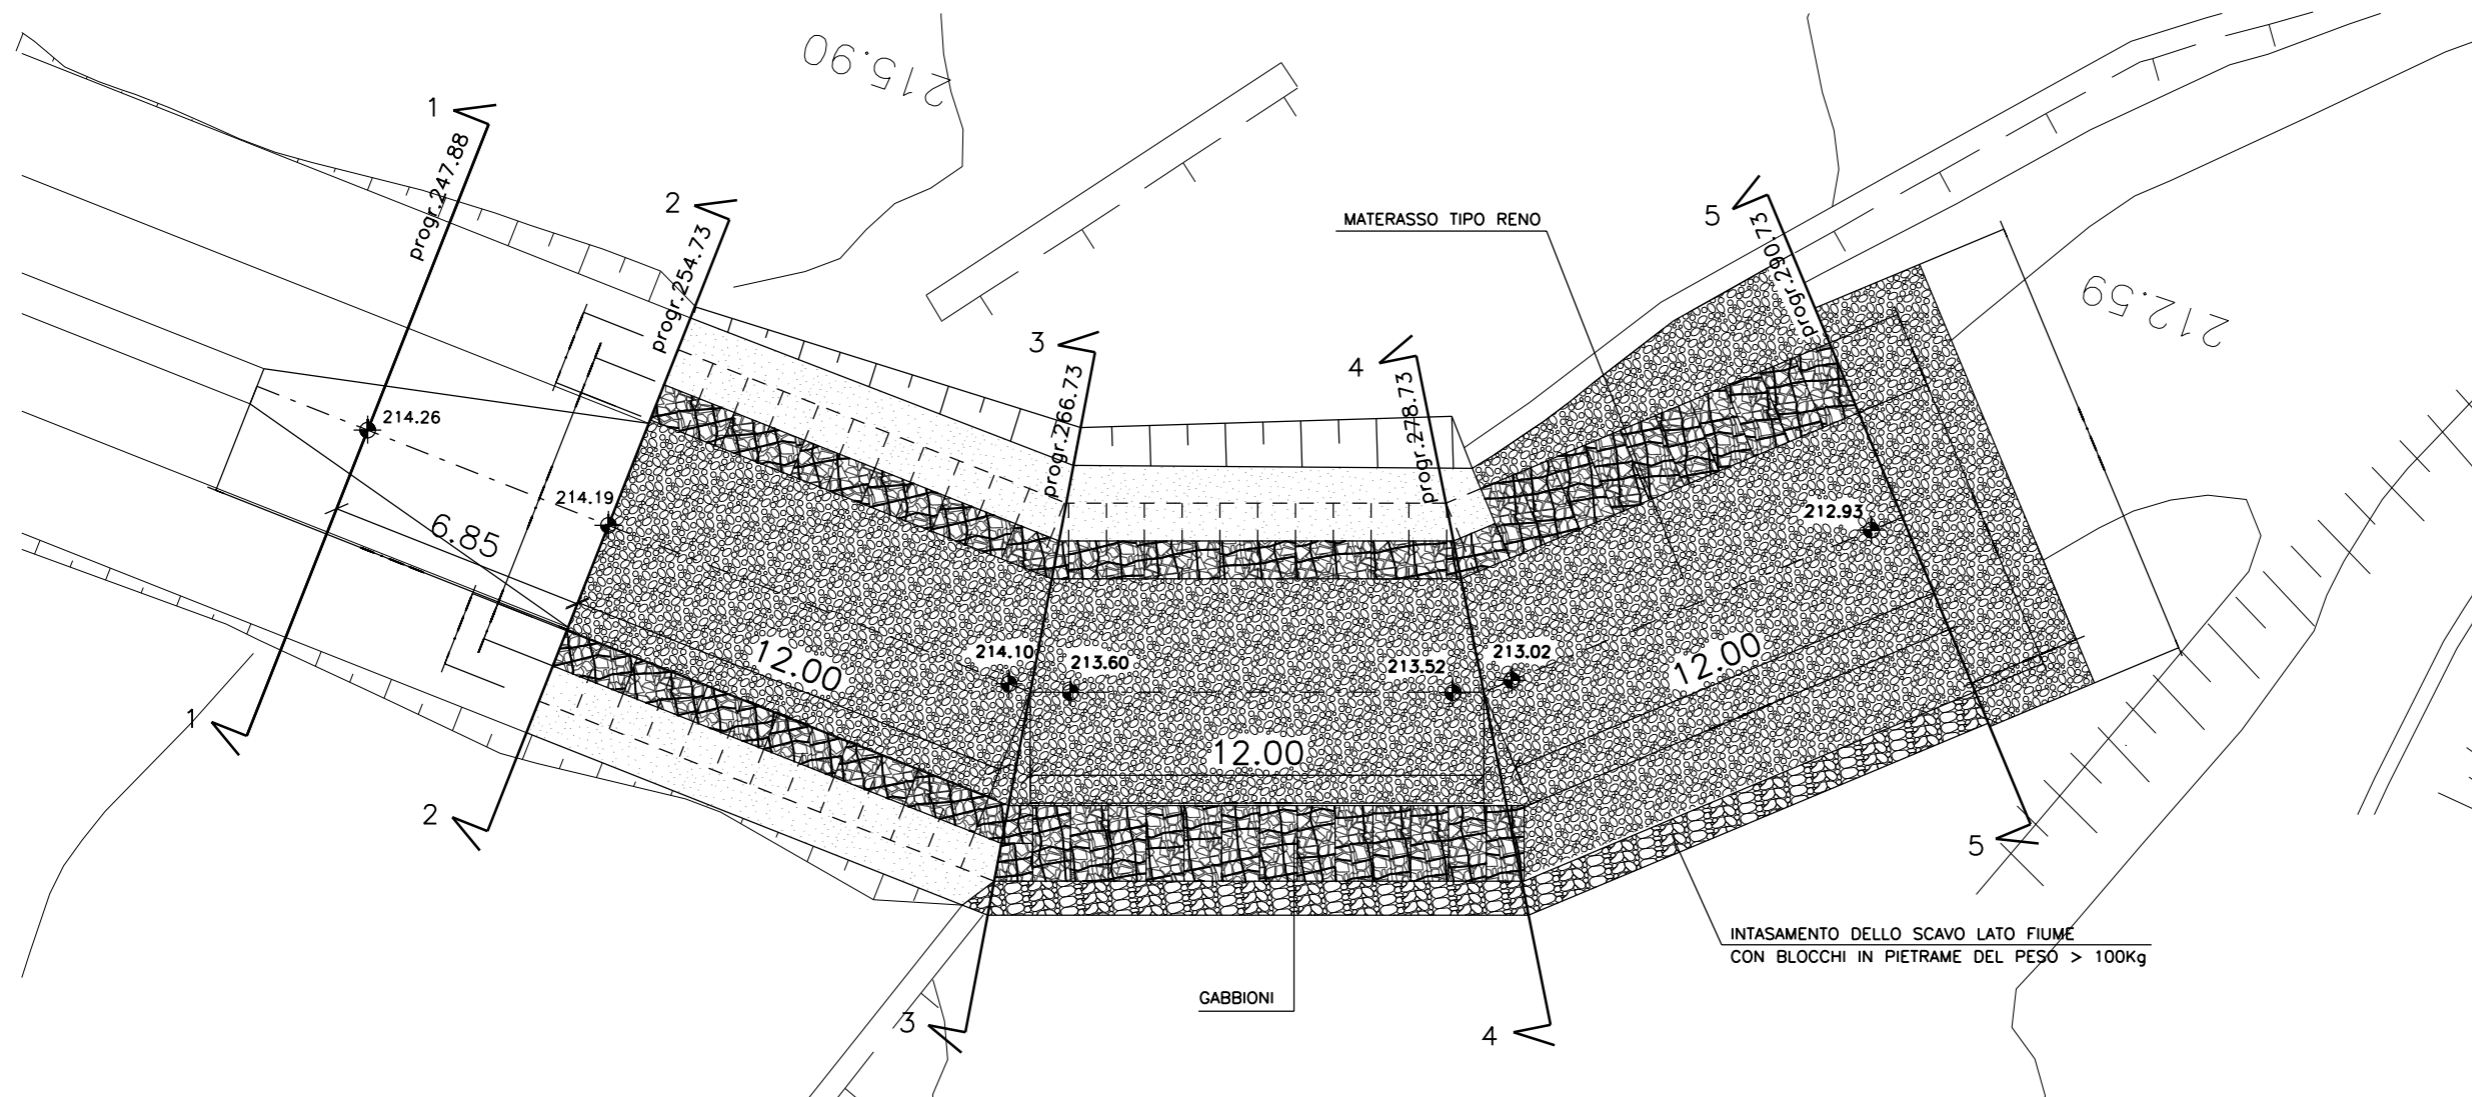 215.90
1
progr.247.88
2
progr.254.73
MATERASSO TIPO RENO
5
progr.290.73
212.59
3
progr.266.73
4
progr.278.73
214.26
214.19
6.85
212.93
12.00
214.10
213.60
213.52
213.02
12.00
12.00
1
2
5
INTASAMENTO DELLO SCAVO LATO FIUME
CON BLOCCHI IN PIETRAME DEL PESO > 100Kg
GABBIONI
3
4